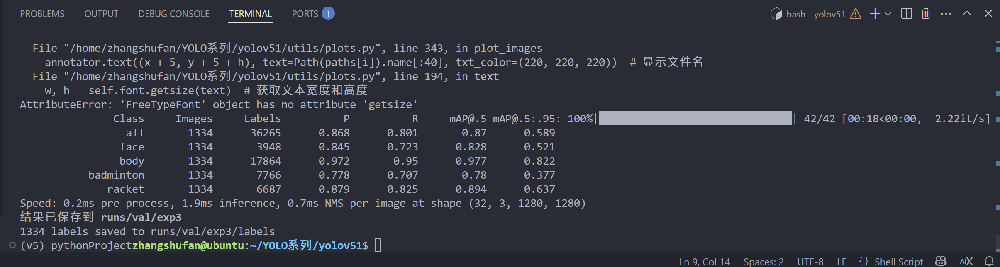 PROBLEMS OUTPUT DEBUG CONSOLE TERMINAL PORTS 1 bash - yolov51
File "/home/zhangshufan/YOLO系列/yolov51/utils/plots.py", line 343, in plot_images
annotator.text((x + 5, y + 5 + h), text=Path(paths[i]).name[:40], txt_color=(220, 220, 220))  # 显示文件名
File "/home/zhangshufan/YOLO系列/yolov51/utils/plots.py", line 194, in text
w, h = self.font.getsize(text)  # 获取文本宽度和高度
AttributeError: 'FreeTypeFont' object has no attribute 'getsize'
Class Images Labels P R mAP@.5 mAP@.5:.95: 100%| | 42/42 [00:18<00:00,  2.22it/s]
all 1334 36265 0.868 0.801 0.87 0.589
face 1334 3948 0.845 0.723 0.828 0.521
body 1334 17864 0.972 0.95 0.977 0.822
badminton 1334 7766 0.778 0.707 0.78 0.377
racket 1334 6687 0.879 0.825 0.894 0.637
Speed: 0.2ms pre-process, 1.9ms inference, 0.7ms NMS per image at shape (32, 3, 1280, 1280)
结果已保存到 runs/val/exp3
1334 labels saved to runs/val/exp3/labels
(v5) pythonProjectzhangshufan@ubuntu:~/YOLO系列/yolov51$
Ln 9, Col 14 Spaces: 2 UTF-8 LF {} Shell Script